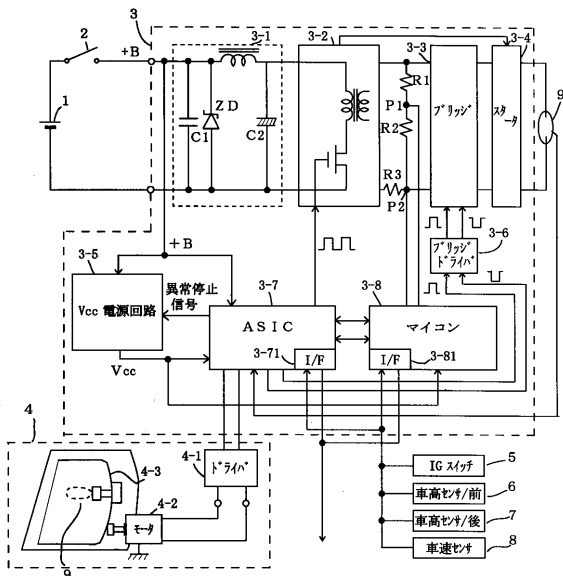 3
3-1
3-2
3-3
3-4
2
+B
1
ZD
C1
C2
R1
P1
R2
R3
P2
ブリッジ
スタータ
9
ブリッジ
ドライバ
3-6
+B
3-5
Vcc 電源回路
異常停止
信号
Vcc
3-7
ASIC
3-71
I/F
3-8
マイコン
I/F
3-81
4
4-1
ドライバ
4-3
4-2
モータ
9
IGスイッチ
5
車高センサ/前
6
車高センサ/後
7
車速センサ
8